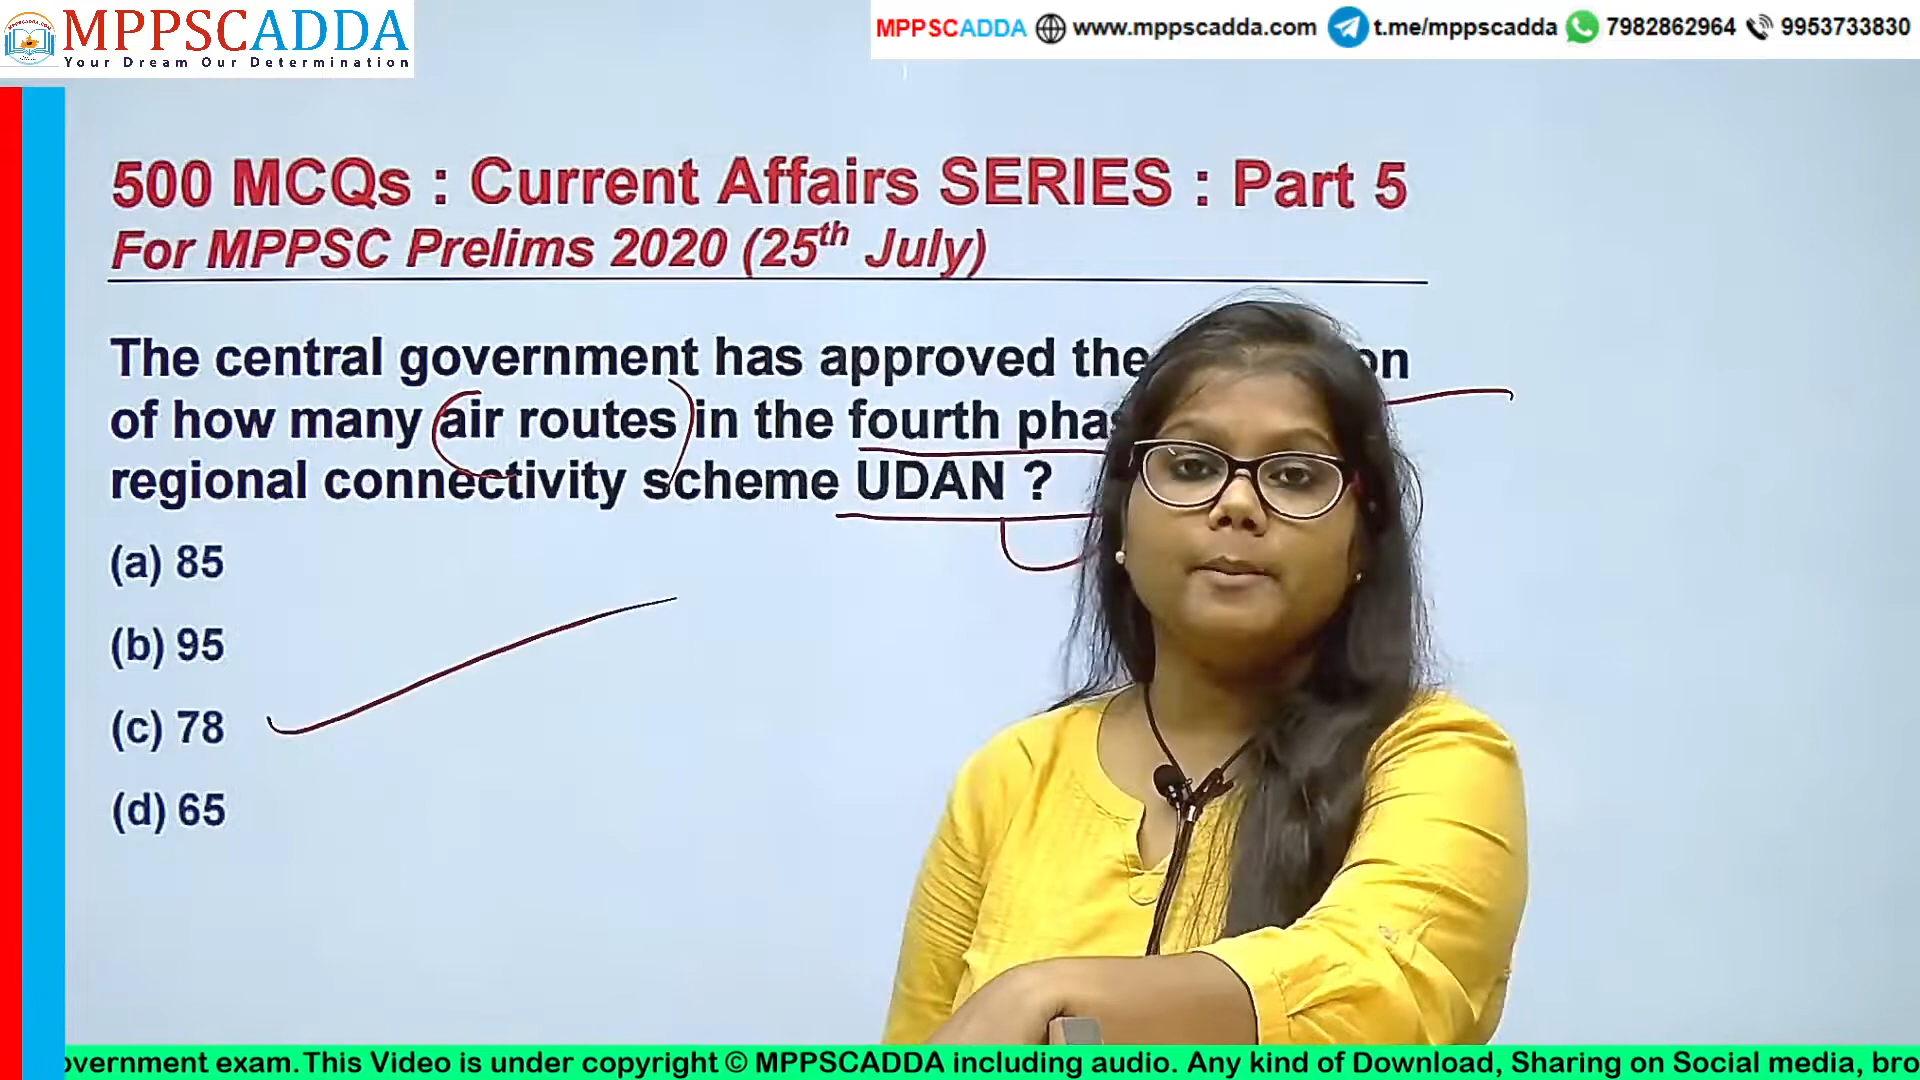 MPPSCADDA
Your Dream Our Determination
MPPSCADDA www.mppscadda.com t.me/mppscadda 7982862964 9953733830
500 MCQs : Current Affairs SERIES : Part 5
For MPPSC Prelims 2020 (25th July)
The central government has approved the
of how many air routes in the fourth
regional connectivity scheme UDAN ?
(a) 85
(b) 95
(c) 78
(d) 65
exam. This Video is under copyright © MPPSCADDA including audio. Any kind of Download, Sharing on Social media,